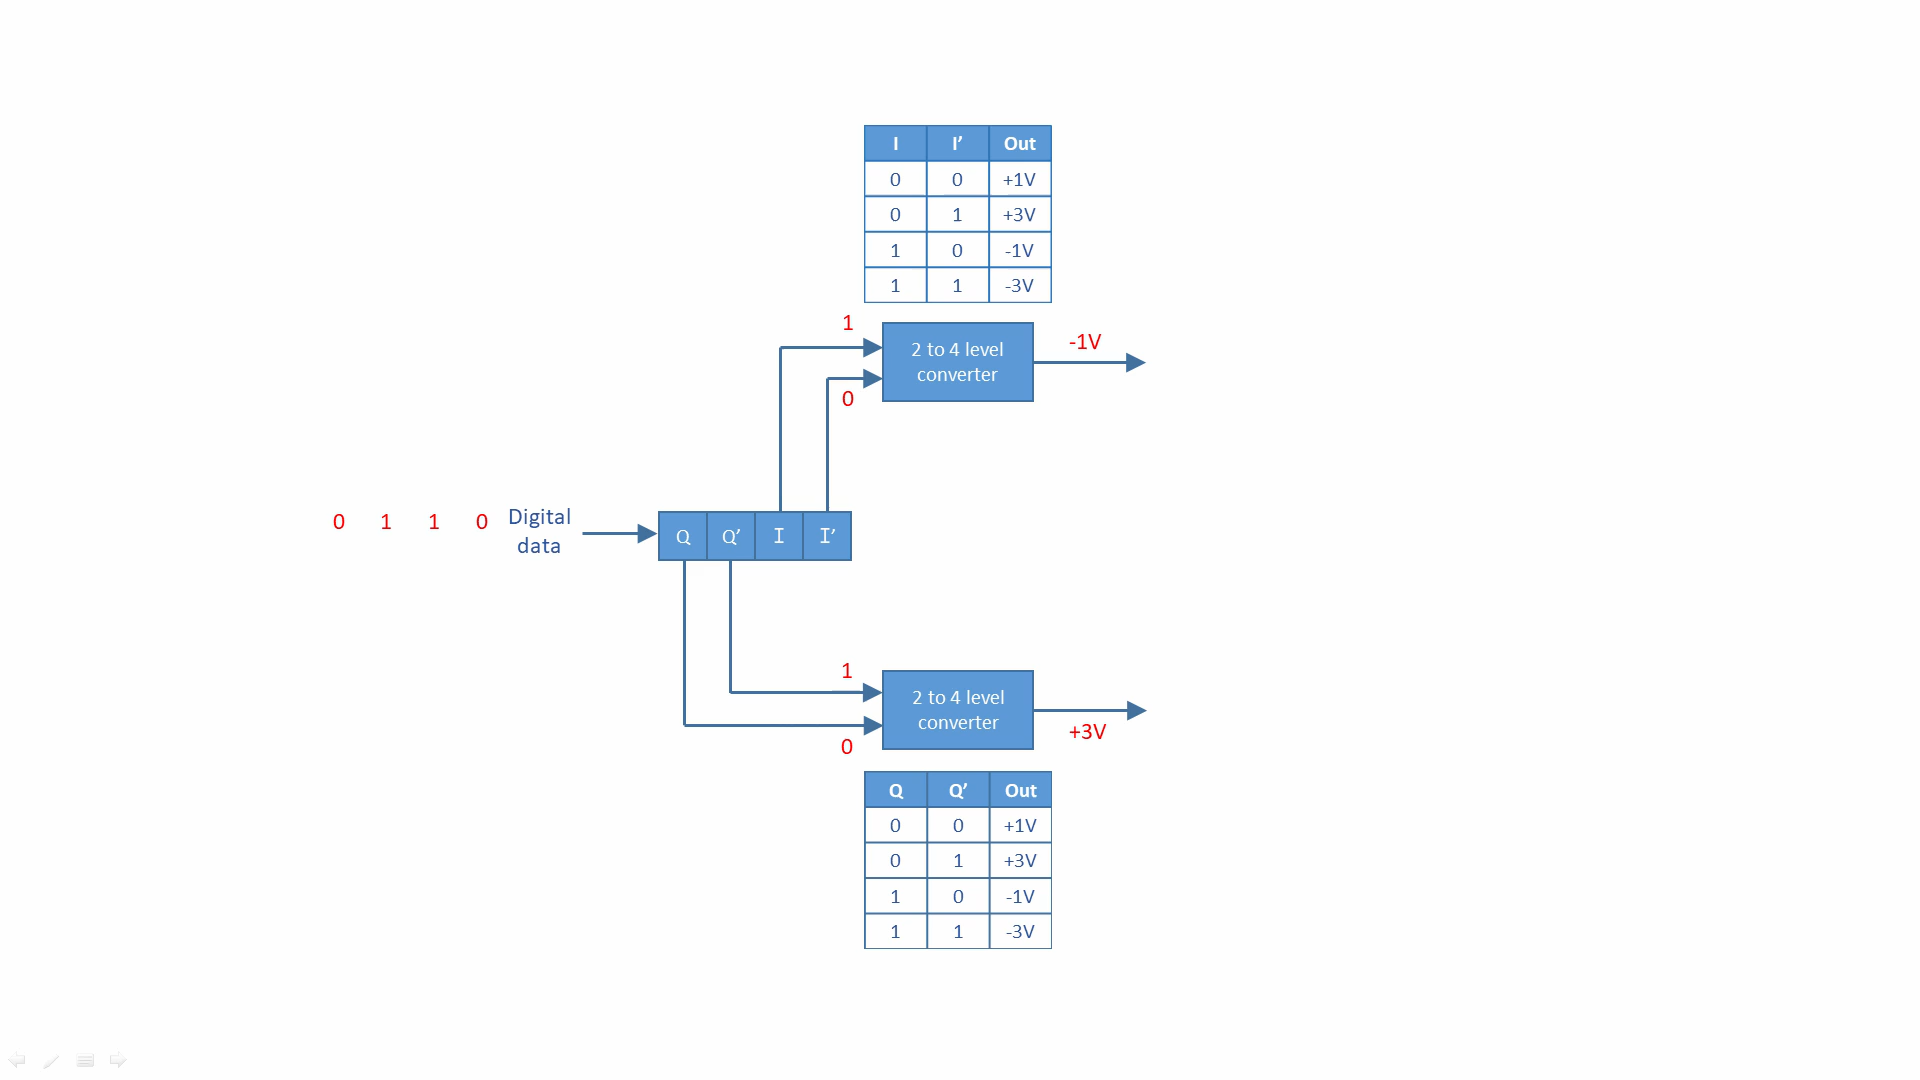 I I’ Out
0 0 +1V
0 1 +3V
1 0 -1V
1 1 -3V
1
2 to 4 level
converter
-1V
0
0 1 1 0
Digital
data
Q Q’ I I’
1
2 to 4 level
converter
+3V
0
Q Q’ Out
0 0 +1V
0 1 +3V
1 0 -1V
1 1 -3V